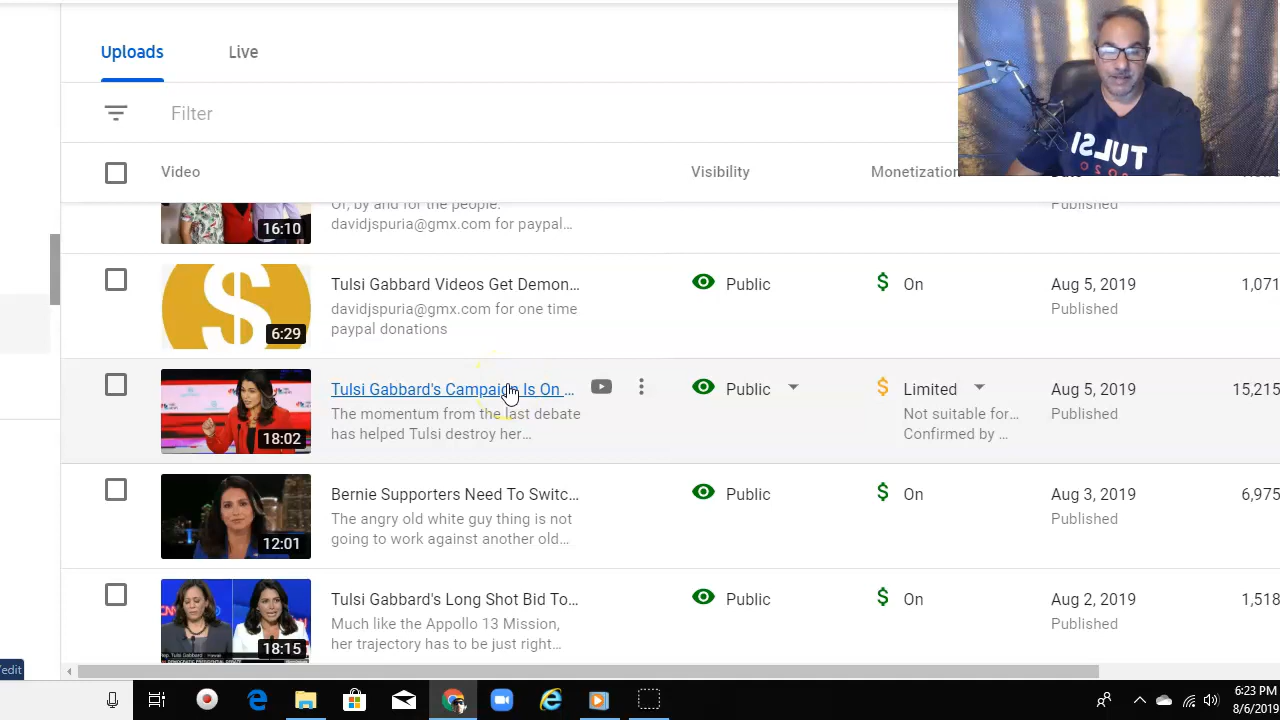 Uploads
Live
Filter
Video
Visibility
Monetization
Of, by and for the people.
davidjspuria@gmx.com for paypal...
16:10
Published
Tulsi Gabbard Videos Get Demon...
davidjspuria@gmx.com for one time
paypal donations
6:29
Public
On
Aug 5, 2019
Published
1,071
Tulsi Gabbard's Campaign Is On ...
The momentum from the last debate
has helped Tulsi destroy her...
18:02
Public
Limited
Not suitable for...
Confirmed by ...
Aug 5, 2019
Published
15,215
Bernie Supporters Need To Switc...
The angry old white guy thing is not
going to work against another old...
12:01
Public
On
Aug 3, 2019
Published
6,975
Tulsi Gabbard's Long Shot Bid To...
Much like the Appollo 13 Mission,
her trajectory has to be just right...
18:15
Public
On
Aug 2, 2019
Published
1,518
TULSI
2020
/edit
6:23 PM
8/6/2019